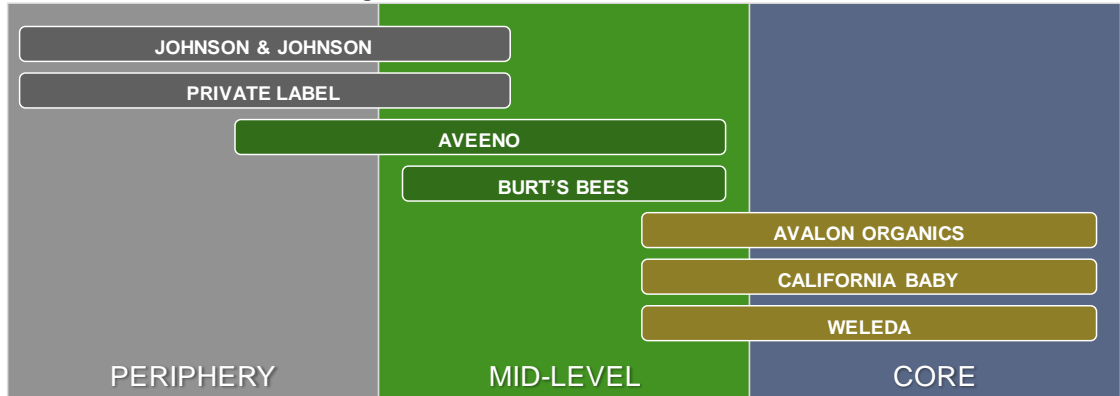 JOHNSON & JOHNSON
PRIVATE LABEL
AVEENO
BURT'S BEES
AVALON ORGANICS
CALIFORNIA BABY
WELEDA
PERIPHERY MID-LEVEL CORE